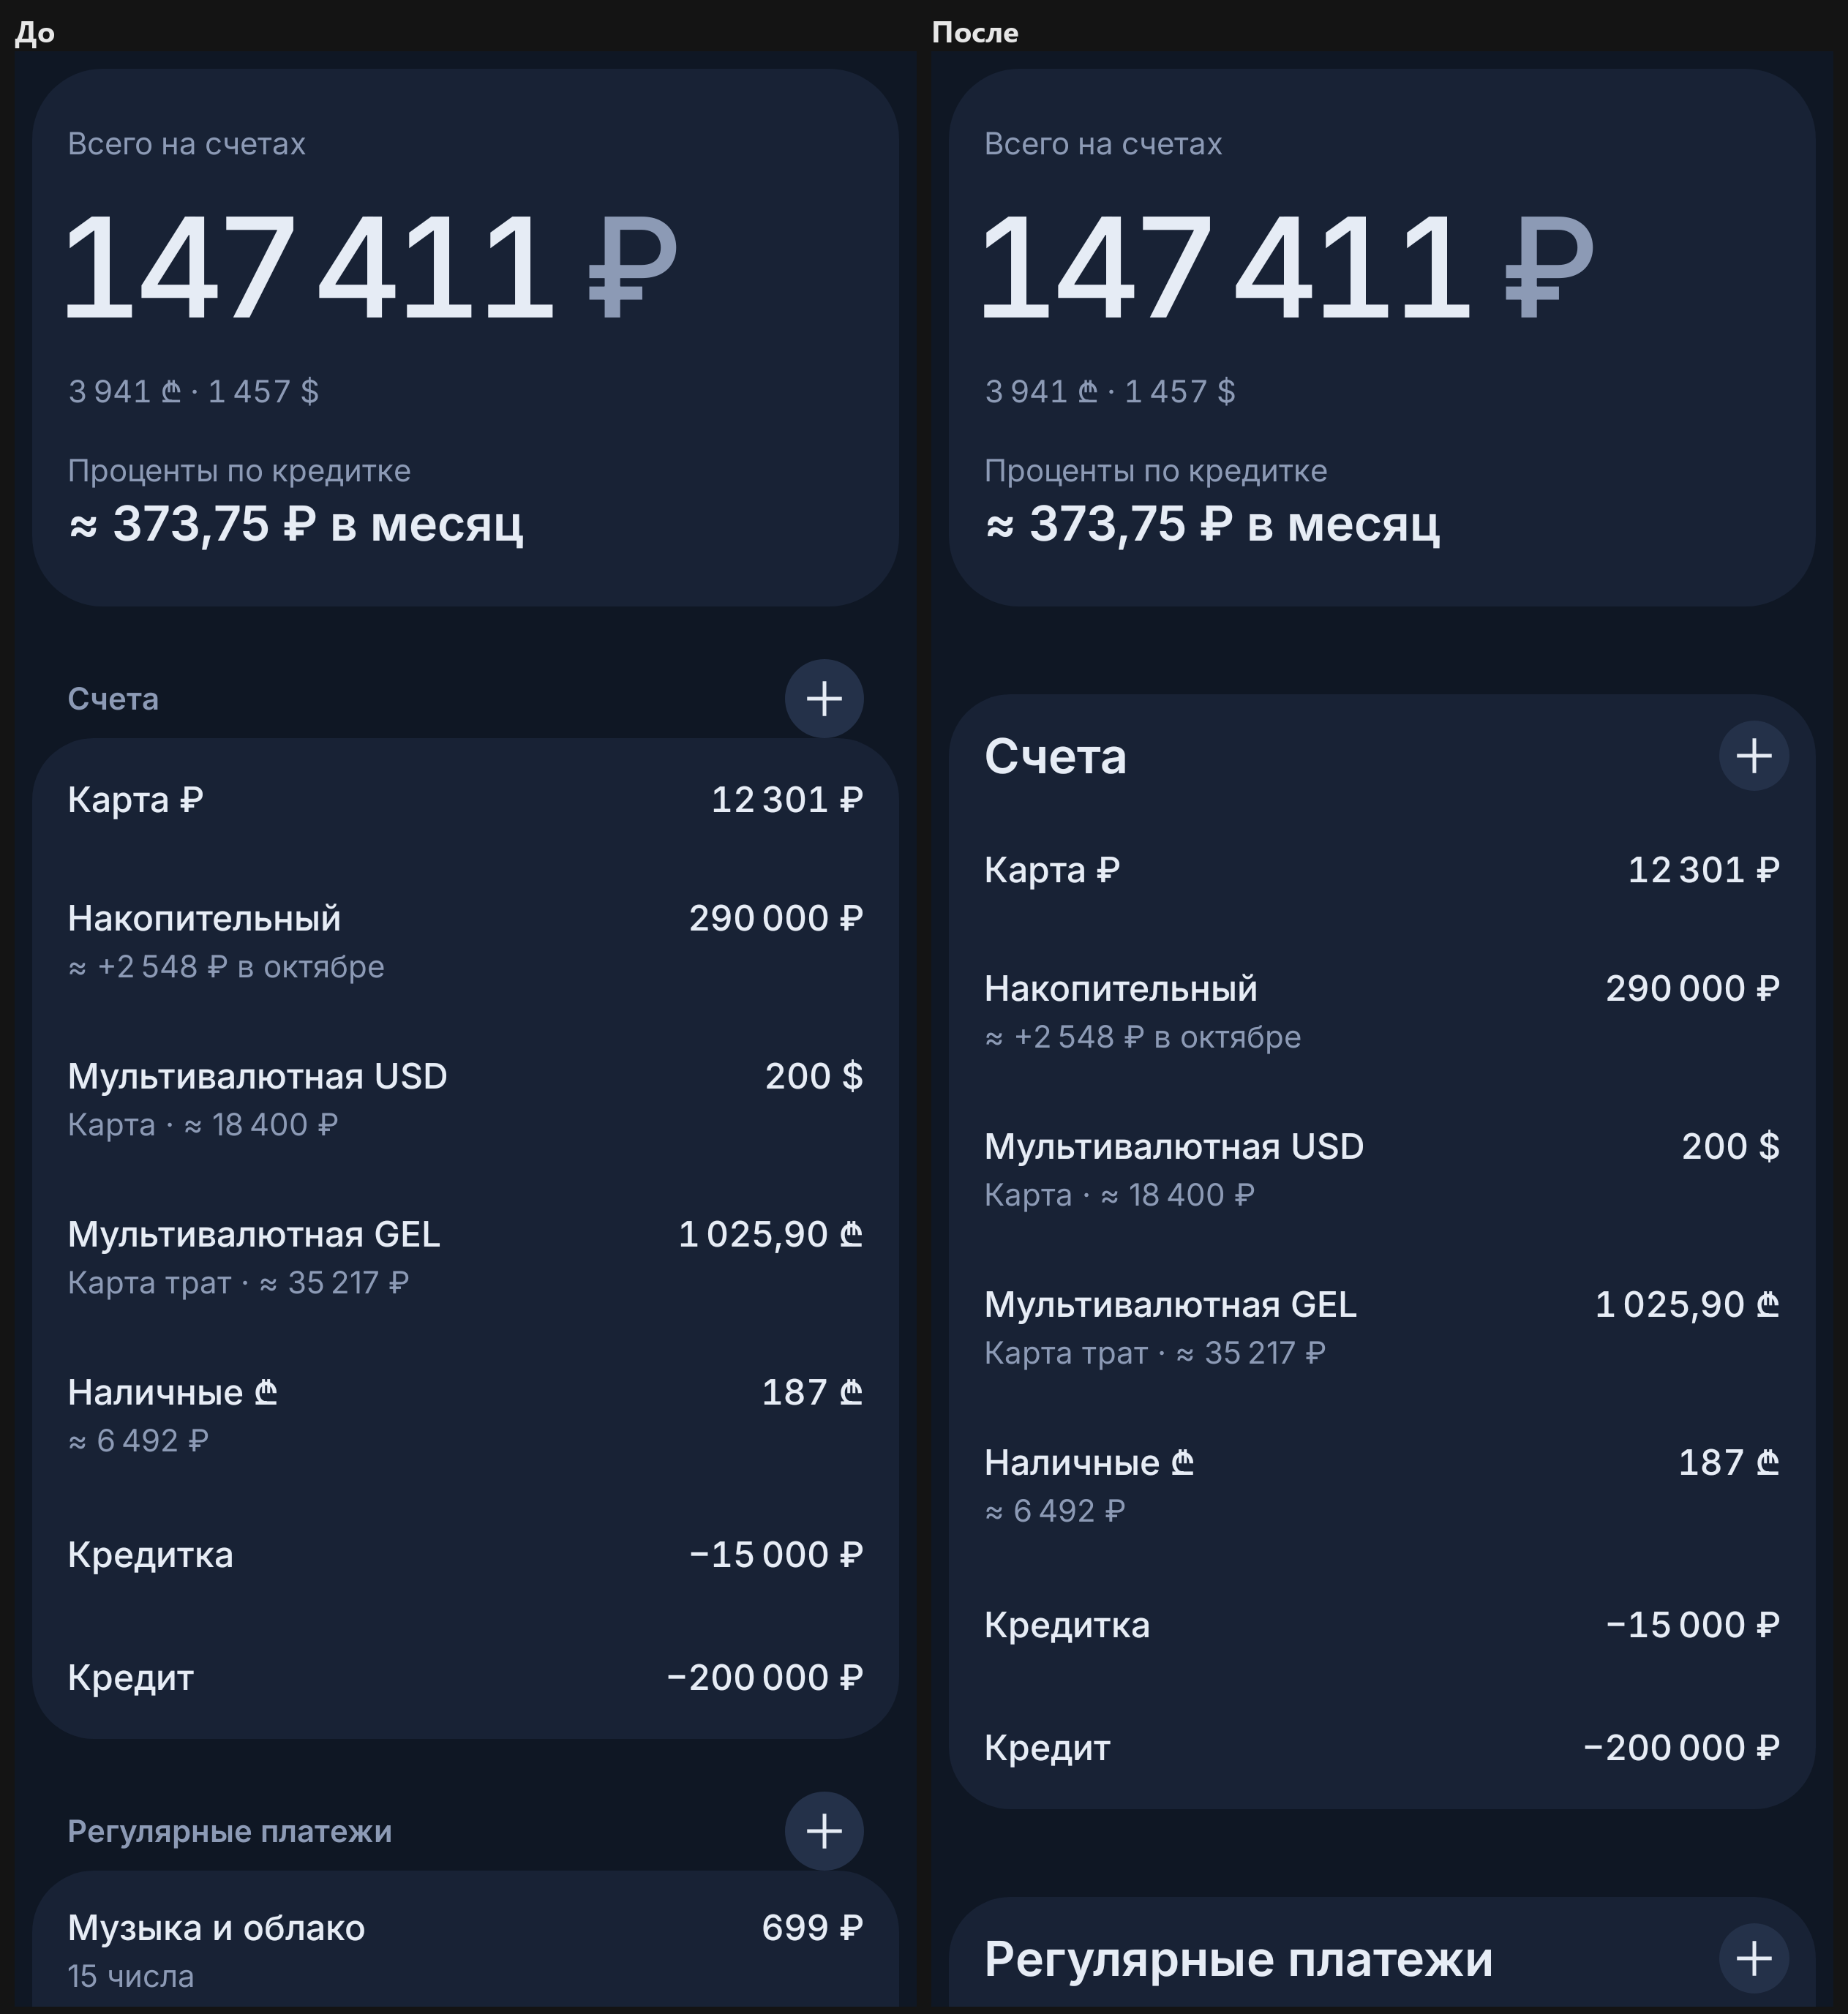 До
Всего на счетах
147 411 ₽
3 941 ₾ · 1 457 $
Проценты по кредитке
≈ 373,75 ₽ в месяц
Счета
Карта ₽ 12 301 ₽
Накопительный 290 000 ₽
≈ +2 548 ₽ в октябре
Мультивалютная USD 200 $
Карта · ≈ 18 400 ₽
Мультивалютная GEL 1 025,90 ₾
Карта трат · ≈ 35 217 ₽
Наличные ₾ 187 ₾
≈ 6 492 ₽
Кредитка −15 000 ₽
Кредит −200 000 ₽
Регулярные платежи
Музыка и облако 699 ₽
15 числа
После
Всего на счетах
147 411 ₽
3 941 ₾ · 1 457 $
Проценты по кредитке
≈ 373,75 ₽ в месяц
Счета
Карта ₽ 12 301 ₽
Накопительный 290 000 ₽
≈ +2 548 ₽ в октябре
Мультивалютная USD 200 $
Карта · ≈ 18 400 ₽
Мультивалютная GEL 1 025,90 ₾
Карта трат · ≈ 35 217 ₽
Наличные ₾ 187 ₾
≈ 6 492 ₽
Кредитка −15 000 ₽
Кредит −200 000 ₽
Регулярные платежи